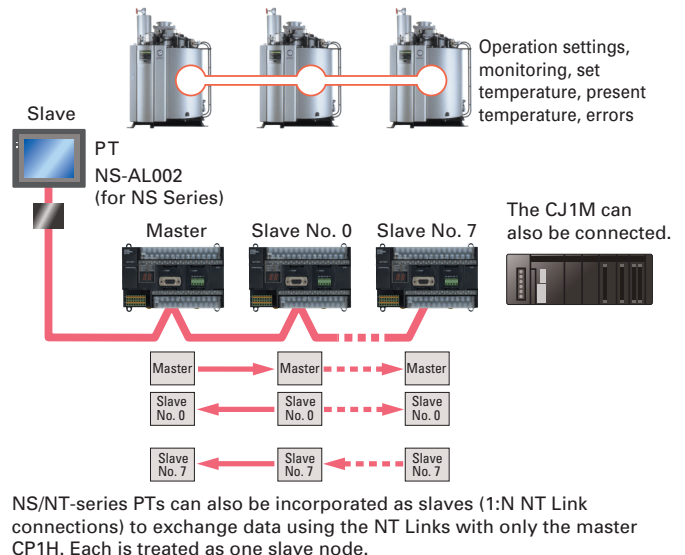 Operation settings,
monitoring, set
temperature, present
temperature, errors
Slave
PT
NS-AL002
(for NS Series)
Master
Slave No. 0
Slave No. 7
The CJ1M can
also be connected.
Master
Master
Master
Slave
No. 0
Slave
No. 0
Slave
No. 0
Slave
No. 7
Slave
No. 7
Slave
No. 7
NS/NT-series PTs can also be incorporated as slaves (1:N NT Link
connections) to exchange data using the NT Links with only the master
CP1H. Each is treated as one slave node.